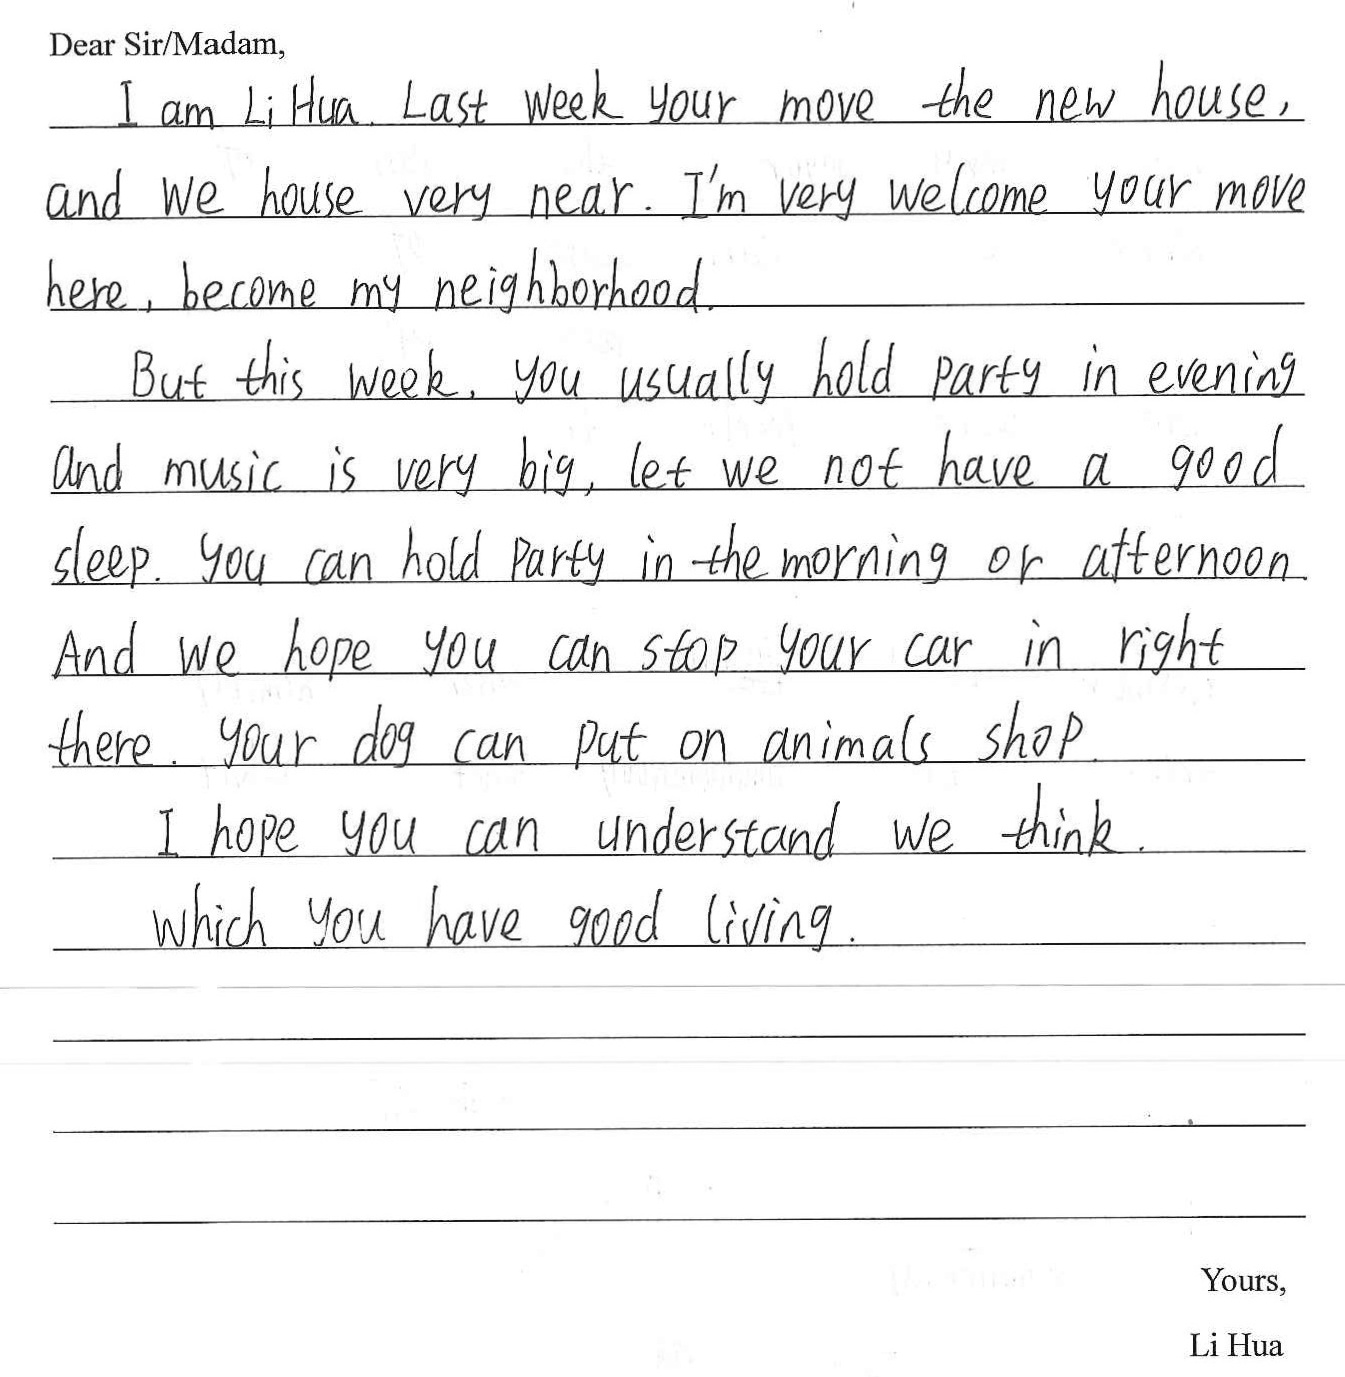 Dear Sir/Madam,
I am Li Hua. Last week your move the new house,
and we house very near. I'm very welcome your move
here, become my neighborhood.
But this week, you usually hold party in evening
and music is very big, let we not have a good
sleep. You can hold party in the morning or afternoon.
And we hope you can stop your car in right
there. Your dog can put on animals shop.
I hope you can understand we think.
Which you have good living.
Yours,
Li Hua